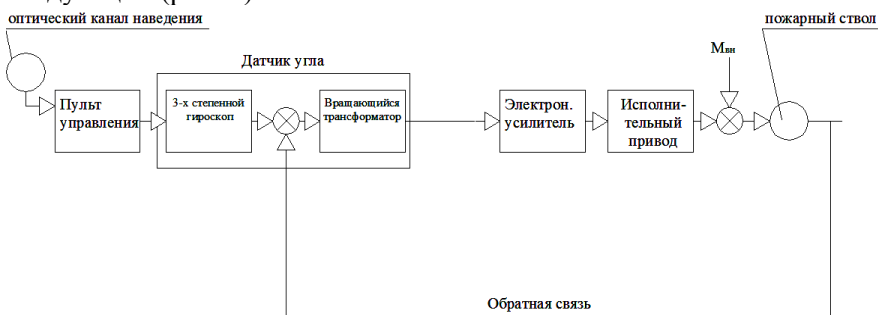 оптический канал наведения
пожарный ствол
Датчик угла
Мвн
Пульт
управления
3-х степенной
гироскоп
Вращающийся
трансформатор
Электрон.
усилитель
Исполни-
тельный
привод
Обратная связь